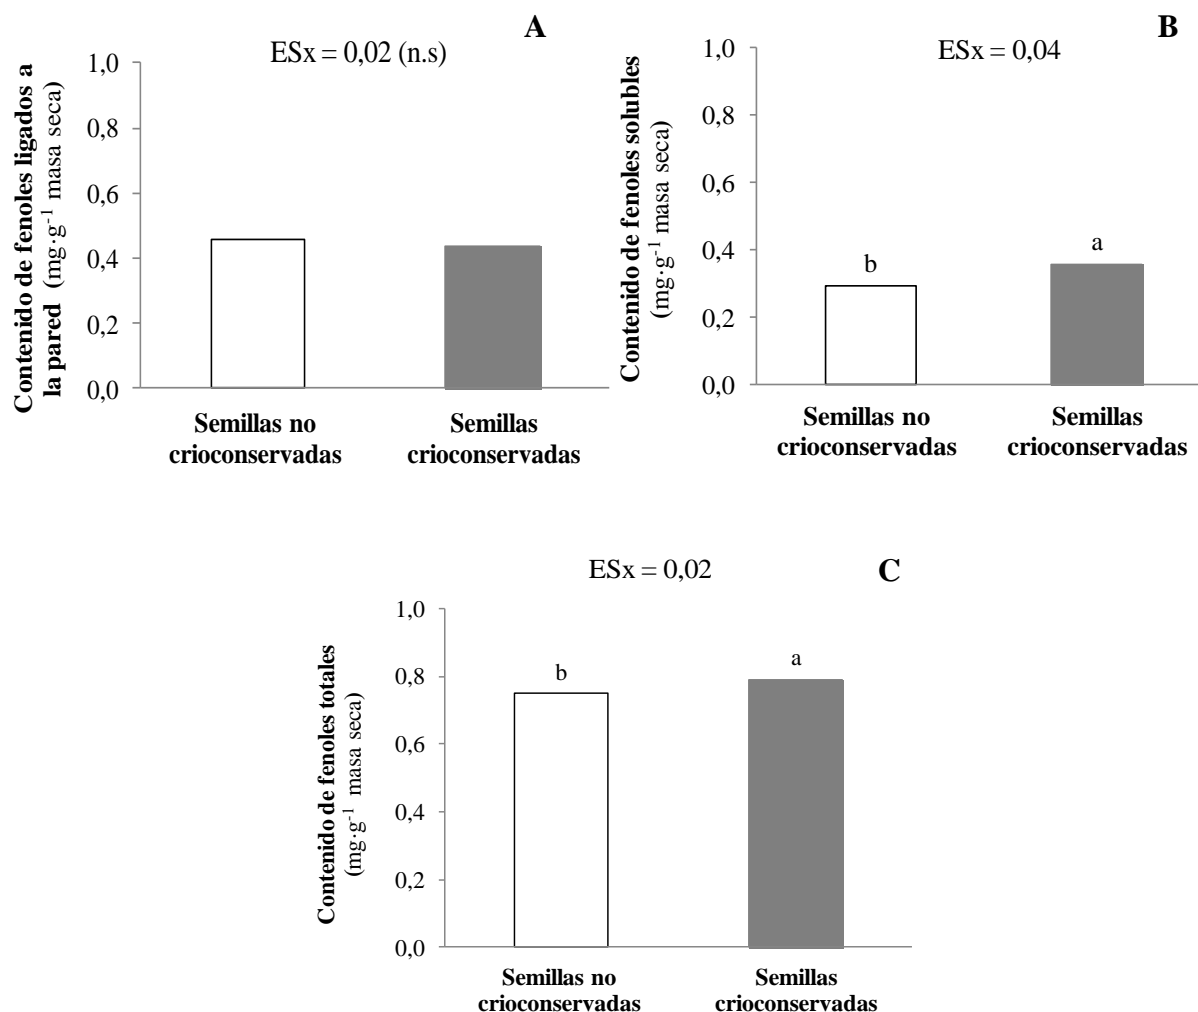 A
ESx = 0,02 (n.s)
Contenido de fenoles ligados a
la pared (mg·g-1 masa seca)
1,0
0,8
0,6
0,4
0,2
0,0
Semillas no
crioconservadas
Semillas
crioconservadas
B
ESx = 0,04
Contenido de fenoles solubles
(mg·g-1 masa seca)
1,0
0,8
0,6
0,4
0,2
0,0
b
a
Semillas no
crioconservadas
Semillas
crioconservadas
C
ESx = 0,02
Contenido de fenoles totales
(mg·g-1 masa seca)
1,0
0,8
0,6
0,4
0,2
0,0
b
a
Semillas no
crioconservadas
Semillas
crioconservadas